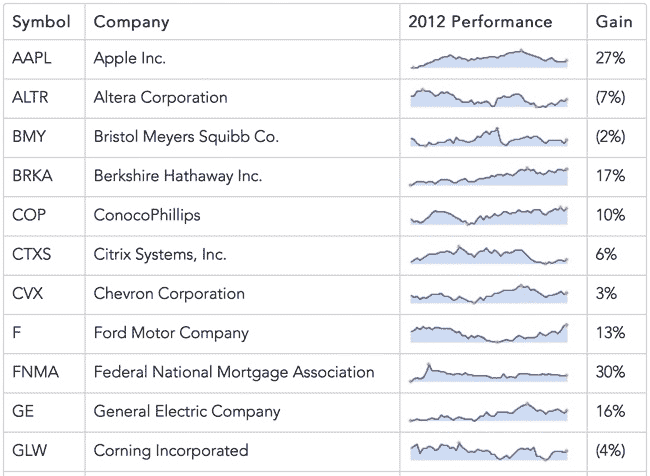 Symbol Company 2012 Performance Gain
AAPL Apple Inc. 27%
ALTR Altera Corporation (7%)
BMY Bristol Meyers Squibb Co. (2%)
BRKA Berkshire Hathaway Inc. 17%
COP ConocoPhillips 10%
CTXS Citrix Systems, Inc. 6%
CVX Chevron Corporation 3%
F Ford Motor Company 13%
FNMA Federal National Mortgage Association 30%
GE General Electric Company 16%
GLW Corning Incorporated (4%)